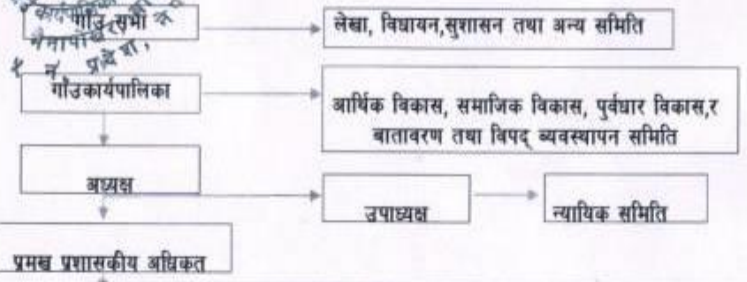 गाँउ सभा
लेखा, विधायन,सुशासन तथा अन्य समिति
प्रदेश,
गाँउकार्यपालिका
आर्थिक विकास, समाजिक विकास, पुर्वधार विकास,र
बातावरण तथा विपद् व्यवस्थापन समिति
अध्यक्ष
उपाध्यक्ष
न्यायिक समिति
प्रमुख प्रशासकीय अधिकृत